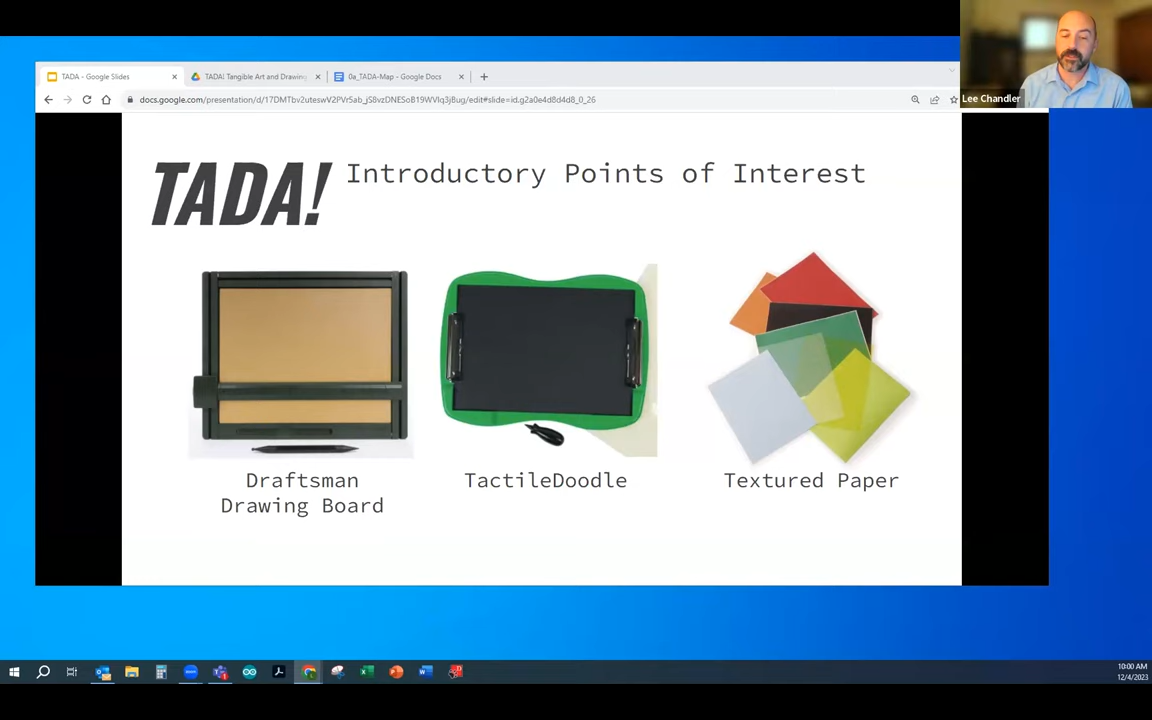 TADA - Google Slides
TADA! Tangible Art and Drawing
0a_TADA-Map - Google Docs
docs.google.com/presentation/d/17DMTbv2uteswV2PVr5ab_jS8vzDNESoB19WVlq3jBug/edit#slide=id.g2a0e4d8d4d8_0_26
Lee Chandler
TADA! Introductory Points of Interest
Draftsman
Drawing Board
TactileDoodle
Textured Paper
10:00 AM
12/4/2023